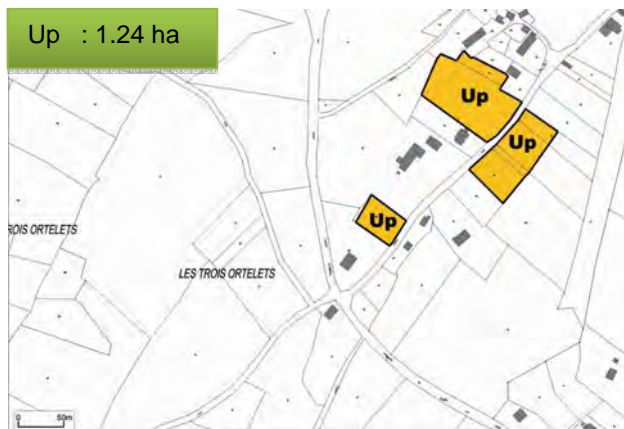 Up : 1.24 ha
Up
Up
Up
ROIS ORTELETS
LES TROIS ORTELETS
0 50m